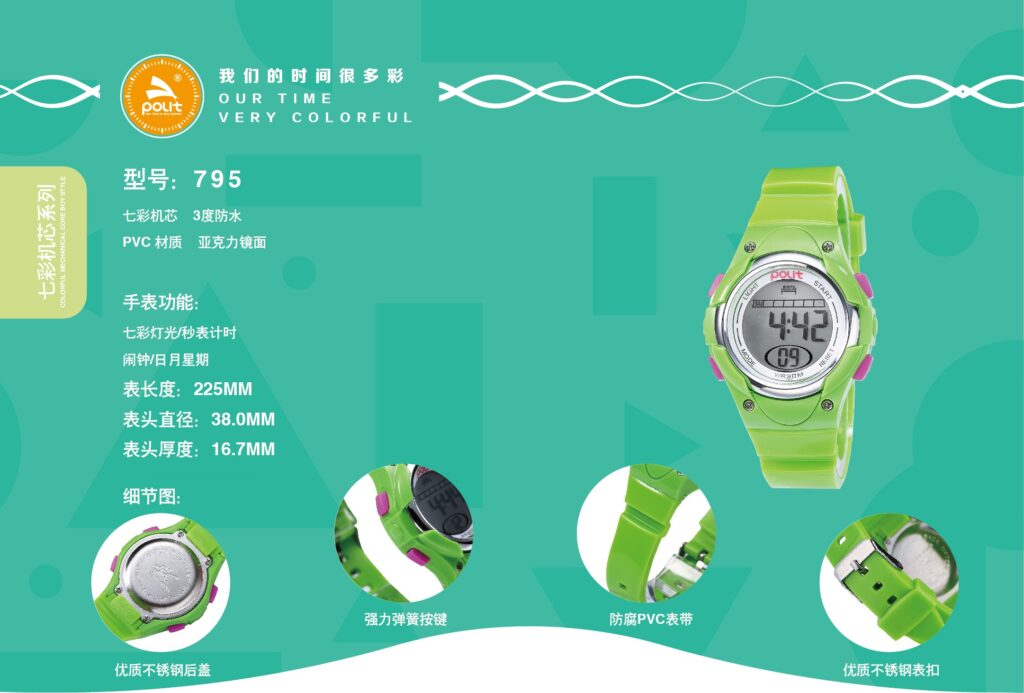 polit
®
我们的时间很多彩
OUR TIME
VERY COLORFUL
七彩机芯系列
COLORFUL MECHANICAL CORE BOY STYLE
型号：795
七彩机芯 3度防水
PVC 材质 亚克力镜面
手表功能:
七彩灯光/秒表计时
闹钟/日月星期
表长度：225MM
表头直径：38.0MM
表头厚度：16.7MM
细节图:
polit
LIGHT
START
4:42
09
MODE
RESET
W/R30M
优质不锈钢后盖
强力弹簧按键
防腐PVC表带
优质不锈钢表扣